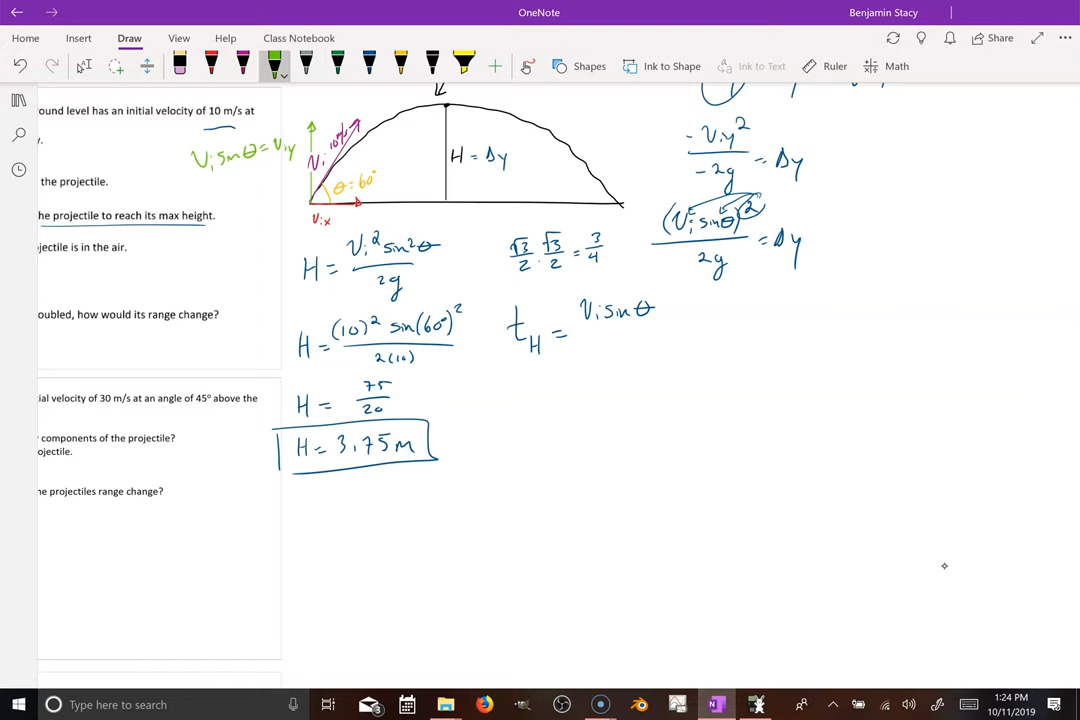 OneNote
Benjamin Stacy
Home Insert Draw View Help Class Notebook
Share
Shapes Ink to Shape Ink to Text Ruler Math
ound level has an initial velocity of 10 m/s at
y.
the projectile.
he projectile to reach its max height.
jectile is in the air.
oubled, how would its range change?
ial velocity of 30 m/s at an angle of 45° above the
components of the projectile?
ojectile.
he projectiles range change?
Vi sinθ = Viy
Vi 10 m/s
θ = 60°
Vix
H = Δy
-Viy² / -2g = Δy
(Vi sinθ)² / 2g = Δy
H = Vi² sin²θ / 2g
√3/2 · √3/2 = 3/4
H = (10)² sin(60°)² / 2(10)
tH = Vi sinθ
H = 75/20
H = 3.75 m
Type here to search
1:24 PM
10/11/2019